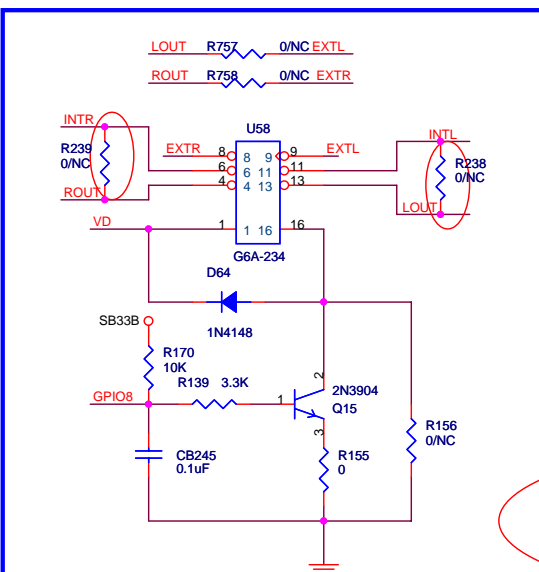 LOUT R757 0/NC EXTL
ROUT R758 0/NC EXTR
U58
INTR
INTL
R239
0/NC
EXTR 8 8 9 9 EXTL
R238
0/NC
6 6 11 11
4 4 13 13
ROUT
LOUT
VD 1 1 16 16
G6A-234
D64
1N4148
SB33B
R170
10K
R139 3.3K
GPIO8
1
2
2N3904
Q15
3
R156
0/NC
CB245
0.1uF
R155
0